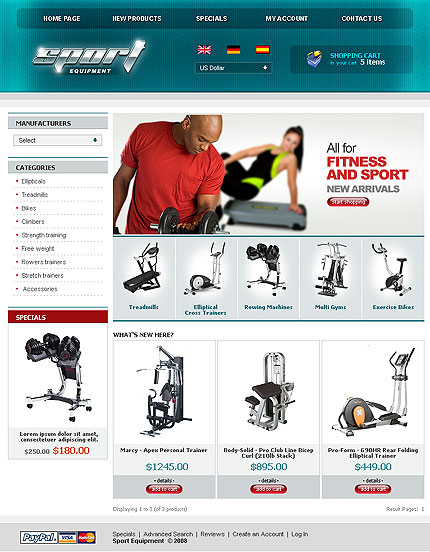 HOME PAGE NEW PRODUCTS SPECIALS MY ACCOUNT CONTACT US
sport
EQUIPMENT
US Dollar
SHOPPING CART
in your cart 5 items
MANUFACTURERS
Select
CATEGORIES
Ellipticals
Treadmills
Bikes
Climbers
Strength-training
Free weight
Rowers trainers
Stretch trainers
Accessories
All for
FITNESS
AND SPORT
NEW ARRIVALS
start shopping
Treadmills
Elliptical
Cross Trainers
Rowing Machines
Multi Gyms
Exercise Bikes
SPECIALS
Lorem dolor sit amet,
consectetuer adipiscing elit.
$250.00 $180.00
WHAT'S NEW HERE?
Marcy - Apex Personal Trainer
$1245.00
- details -
add to cart
Body-Solid - Pro Club Line Bicep
Curl (210lb Stack)
$895.00
- details -
add to cart
Pro-Form - 690HR Rear Folding
Elliptical Trainer
$449.00
- details -
add to cart
Displaying 1 to 3 (of 3 products)
Result Pages: 1
PayPal VISA
Specials | Advanced Search | Reviews | Create an Account | Log In
Sport Equipment © 2008